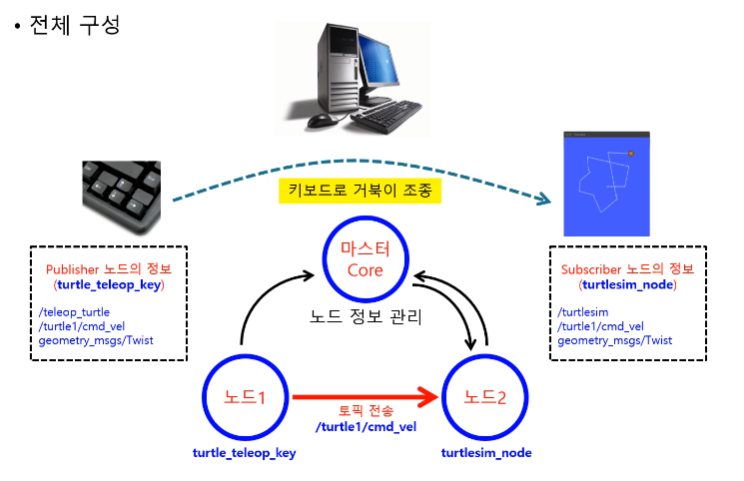 • 전체 구성
키보드로 거북이 조종
Publisher 노드의 정보
(turtle_teleop_key)
/teleop_turtle
/turtle1/cmd_vel
geometry_msgs/Twist
마스터
Core
노드 정보 관리
Subscriber 노드의 정보
(turtlesim_node)
/turtlesim
/turtle1/cmd_vel
geometry_msgs/Twist
노드1
토픽 전송
/turtle1/cmd_vel
노드2
turtle_teleop_key
turtlesim_node